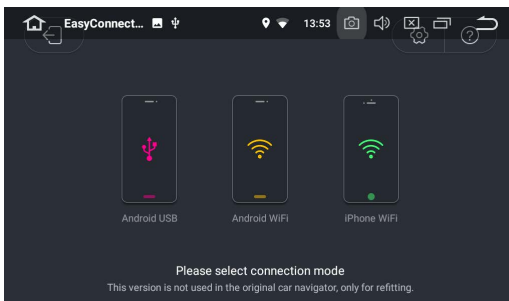 EasyConnect... 13:53
Android USB Android WiFi iPhone WiFi
Please select connection mode
This version is not used in the original car navigator, only for refitting.